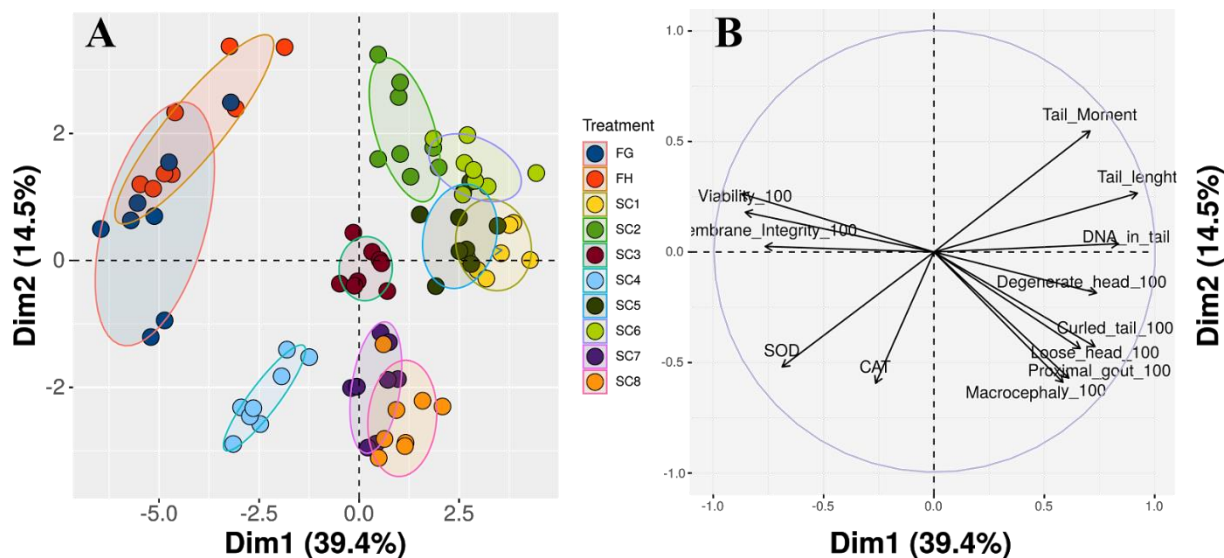 A
Dim2 (14.5%)
2
0
-2
-5.0
-2.5
0.0
2.5
Dim1 (39.4%)
Treatment
FG
FH
SC1
SC2
SC3
SC4
SC5
SC6
SC7
SC8
B
1.0
0.5
0.0
-0.5
-1.0
Tail_Moment
Tail_lenght
Viability_100
embrane_Integrity_100
DNA_in_tail
Degenerate_head_100
Curled_tail_100
Loose_head_100
Proximal_gout_100
Macrocephaly_100
SOD
CAT
-1.0
-0.5
0.0
0.5
1.0
Dim1 (39.4%)
Dim2 (14.5%)